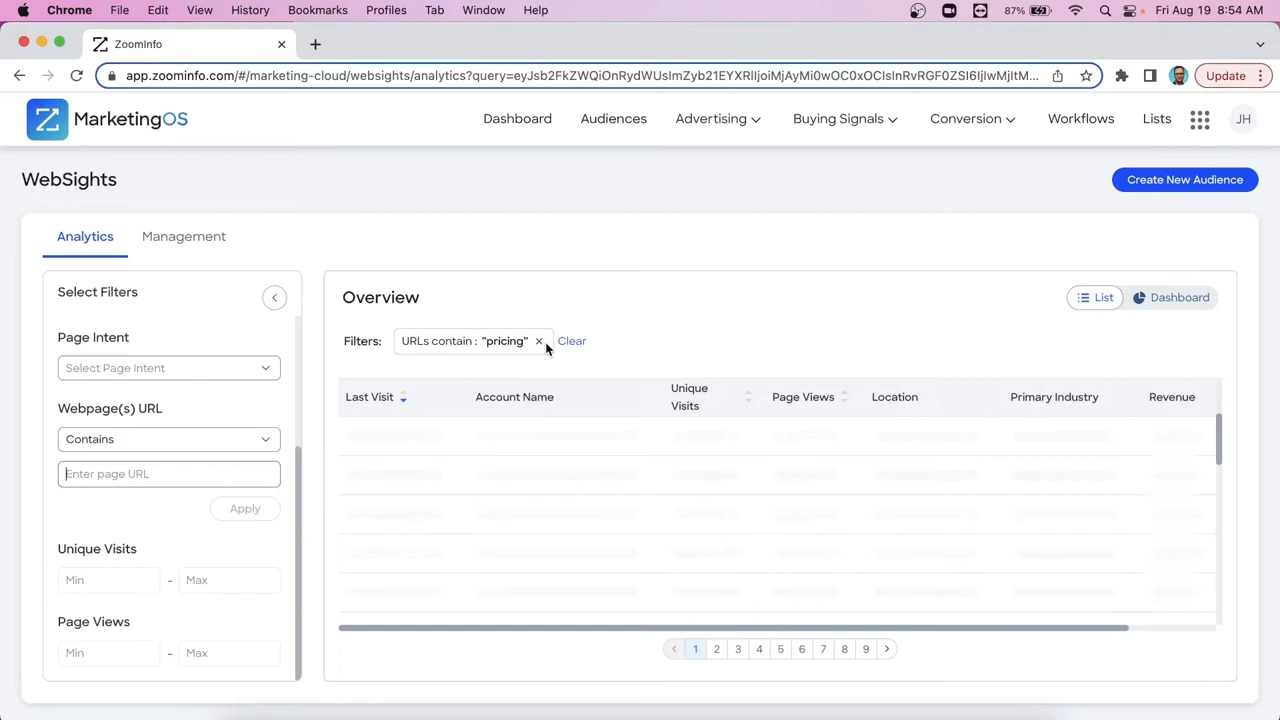 Chrome File Edit View History Bookmarks Profiles Tab Window Help 87% Fri Aug 19 8:54 AM
ZoomInfo
app.zoominfo.com/#/marketing-cloud/websights/analytics?query=eyJsb2FkZWQiOnRydWUsImZyb21EYXRlIjoiMjAyMi0wOC0xOCIsInRvRGF0ZSI6IjIwMjItM... Update
MarketingOS Dashboard Audiences Advertising Buying Signals Conversion Workflows Lists JH
WebSights Create New Audience
Analytics Management
Select Filters
Page Intent
Select Page Intent
Webpage(s) URL
Contains
Enter page URL
Apply
Unique Visits
Min - Max
Page Views
Min - Max
Overview List Dashboard
Filters: URLs contain : "pricing" × Clear
Last Visit Account Name Unique Visits Page Views Location Primary Industry Revenue
1 2 3 4 5 6 7 8 9